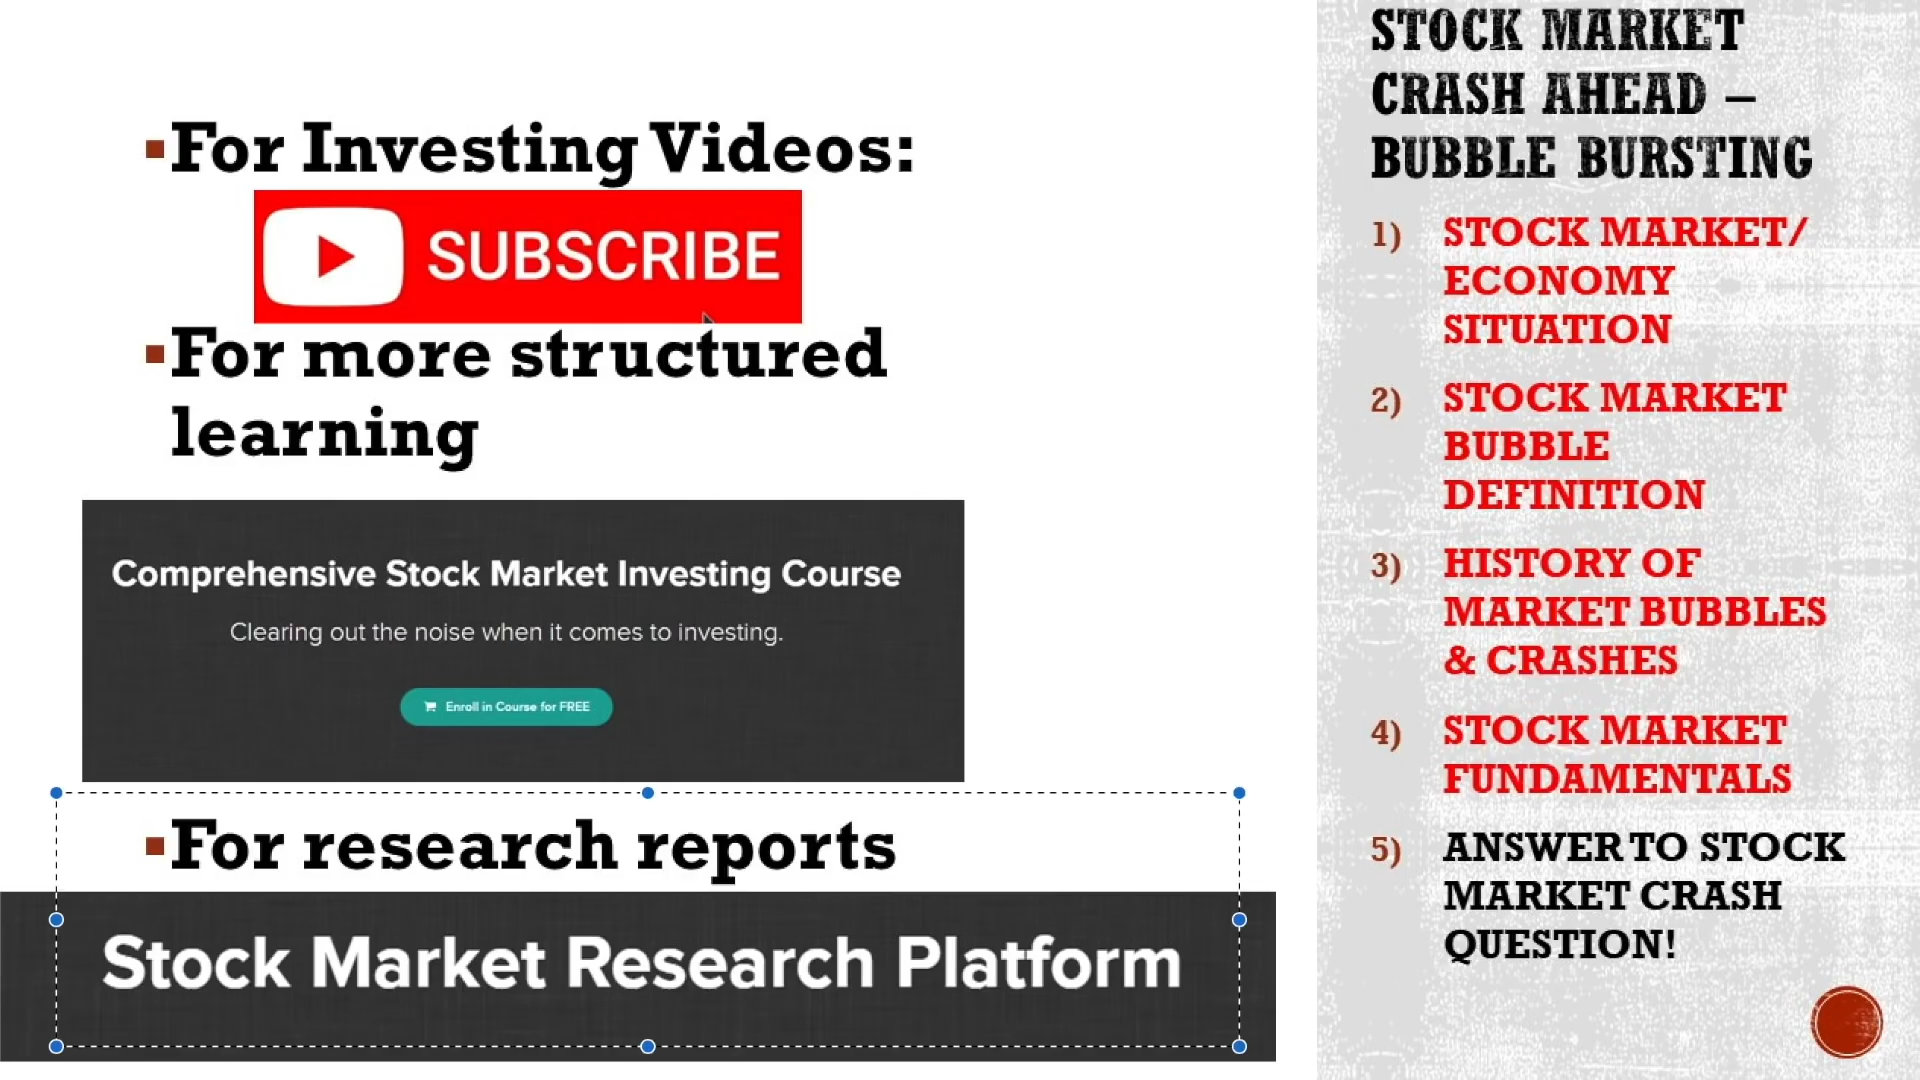 For Investing Videos:
SUBSCRIBE
For more structured
learning
Comprehensive Stock Market Investing Course
Clearing out the noise when it comes to investing.
Enroll in Course for FREE
For research reports
Stock Market Research Platform
STOCK MARKET
CRASH AHEAD –
BUBBLE BURSTING
1) STOCK MARKET/
ECONOMY
SITUATION
2) STOCK MARKET
BUBBLE
DEFINITION
3) HISTORY OF
MARKET BUBBLES
& CRASHES
4) STOCK MARKET
FUNDAMENTALS
5) ANSWER TO STOCK
MARKET CRASH
QUESTION!